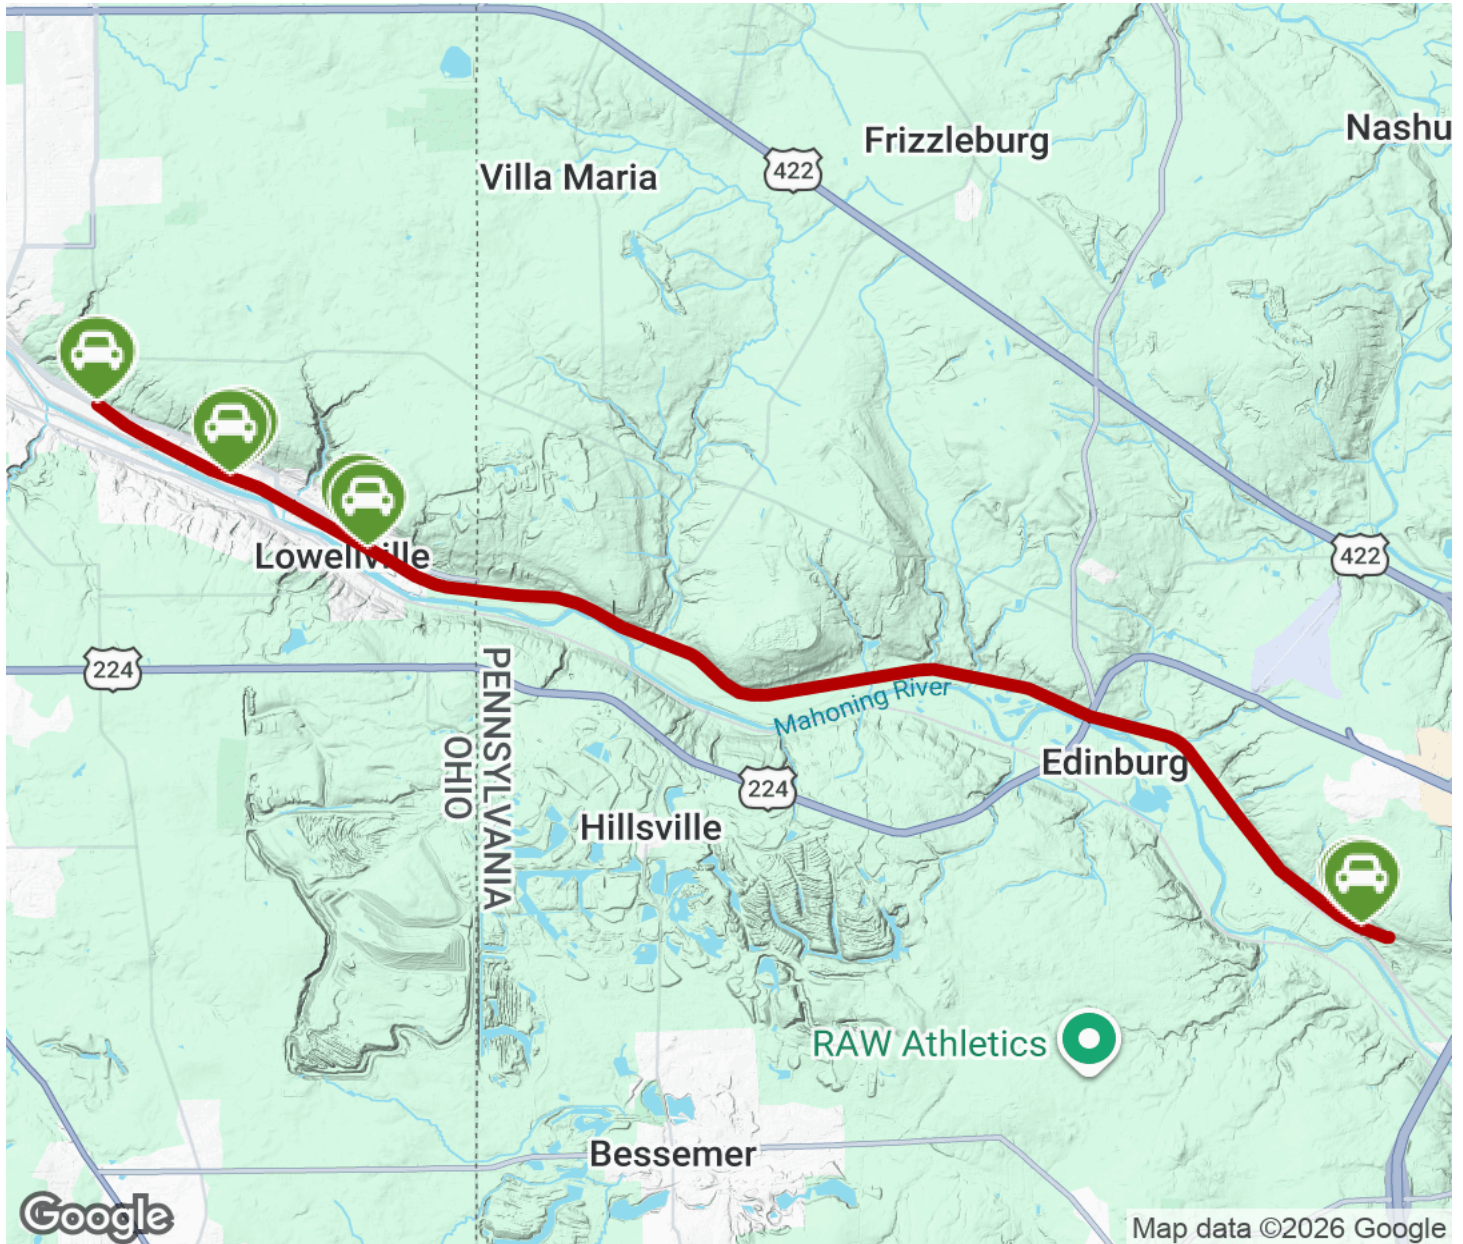 Nashu
Frizzleburg
422
Villa Maria
Lowellville
422
224
PENNSYLVANIA
OHIO
Mahoning River
Edinburg
224
Hillsville
RAW Athletics
Bessemer
Google
Map data ©2026 Google